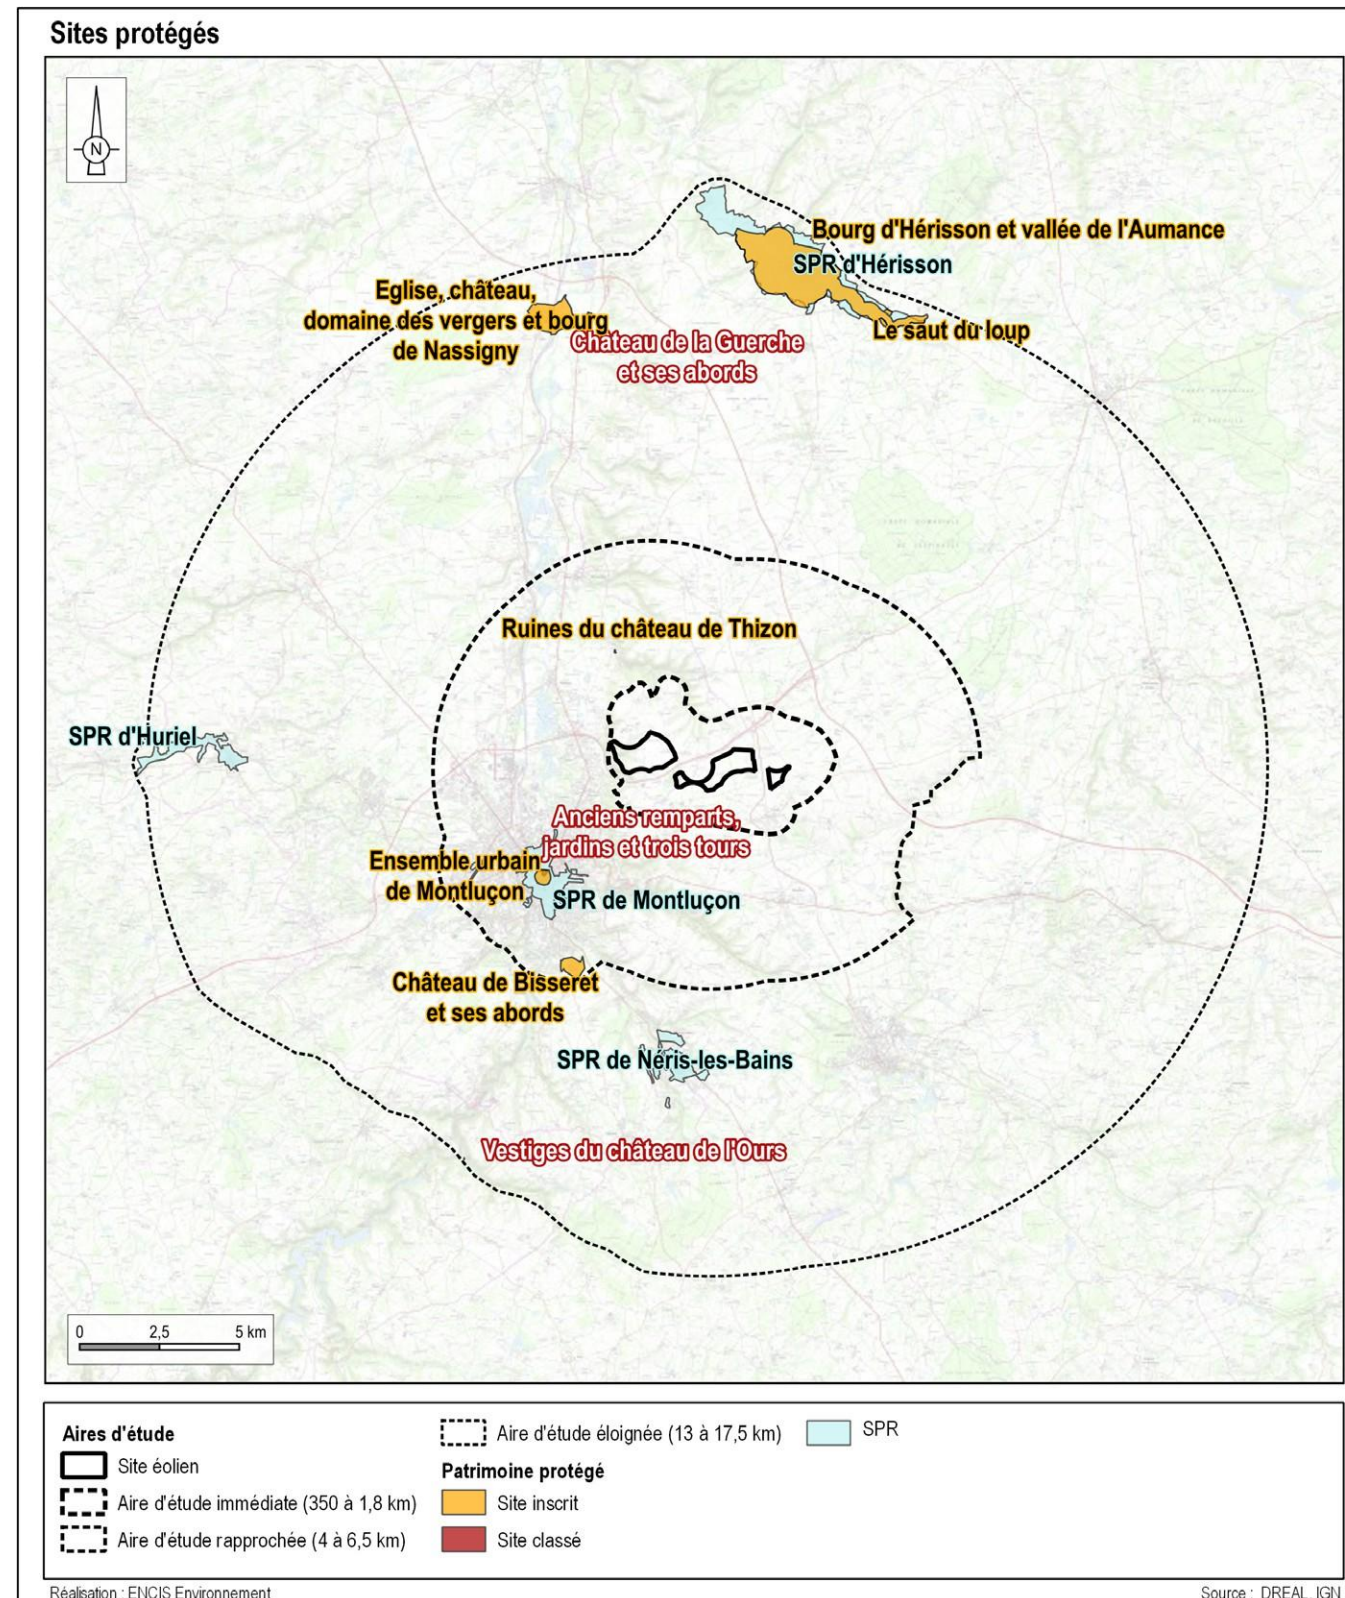 Sites protégés
N
Bourg d'Hérisson et vallée de l'Aumance
SPR d'Hérisson
Eglise, château,
domaine des vergers et bourg
de Nassigny
Le saut du loup
Château de la Guerche
et ses abords
Ruines du château de Thizon
SPR d'Huriel
Anciens remparts,
jardins et trois tours
Ensemble urbain
de Montluçon
SPR de Montluçon
Château de Bisseret
et ses abords
SPR de Néris-les-Bains
Vestiges du château de l'Ours
0 2,5 5 km
Aires d'étude
Site éolien
Aire d'étude immédiate (350 à 1,8 km)
Aire d'étude rapprochée (4 à 6,5 km)
Aire d'étude éloignée (13 à 17,5 km)
Patrimoine protégé
Site inscrit
Site classé
SPR
Réalisation : ENCIS Environnement
Source : DREAL, IGN